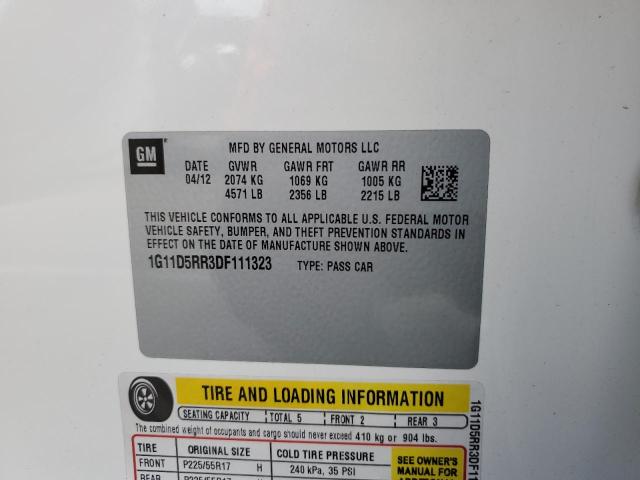 GM
MFD BY GENERAL MOTORS LLC
DATE GVWR GAWR FRT GAWR RR
04/12 2074 KG 1069 KG 1005 KG
4571 LB 2356 LB 2215 LB
THIS VEHICLE CONFORMS TO ALL APPLICABLE U.S. FEDERAL MOTOR
VEHICLE SAFETY, BUMPER, AND THEFT PREVENTION STANDARDS IN
EFFECT ON THE DATE OF MANUFACTURE SHOWN ABOVE.
1G11D5RR3DF111323 TYPE: PASS CAR
TIRE AND LOADING INFORMATION
SEATING CAPACITY TOTAL 5 FRONT 2 REAR 3
The combined weight of occupants and cargo should never exceed 410 kg or 904 lbs.
TIRE ORIGINAL SIZE COLD TIRE PRESSURE
FRONT P225/55R17 H 240 kPa, 35 PSI
REAR P225/55R17
SEE OWNER'S
MANUAL FOR
ADDITIONAL
1G11D5RR3DF11